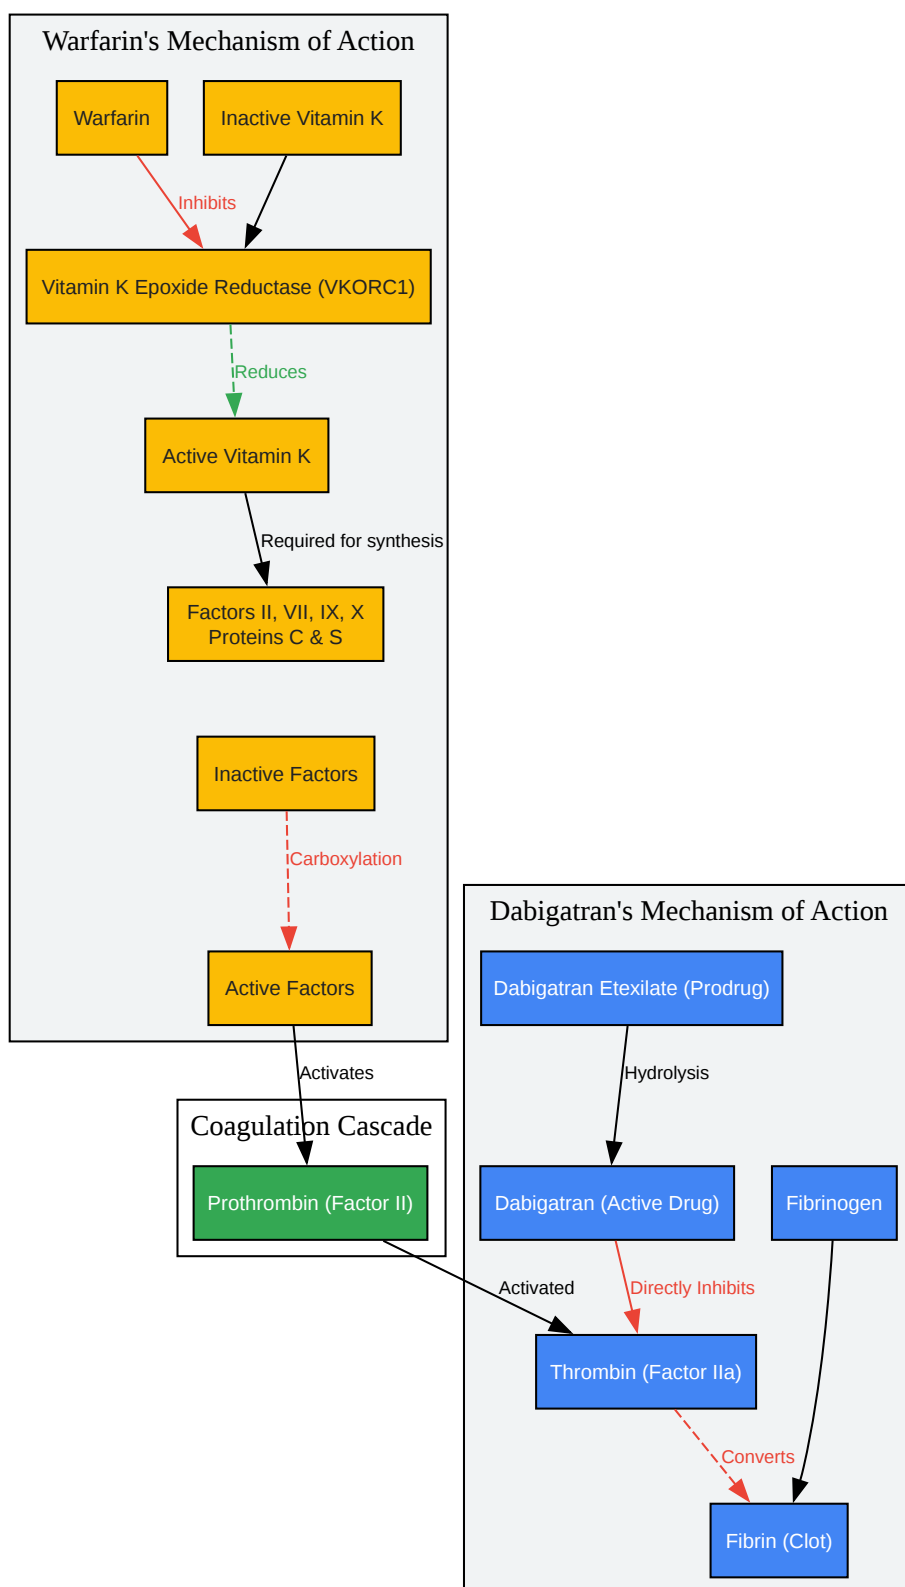 Warfarin's Mechanism of Action
Warfarin
Inactive Vitamin K
Inhibits
Vitamin K Epoxide Reductase (VKORC1)
Reduces
Active Vitamin K
Required for synthesis
Factors II, VII, IX, X
Proteins C & S
Inactive Factors
Carboxylation
Active Factors
Activates
Coagulation Cascade
Prothrombin (Factor II)
Activated
Dabigatran's Mechanism of Action
Dabigatran Etexilate (Prodrug)
Hydrolysis
Dabigatran (Active Drug)
Fibrinogen
Directly Inhibits
Thrombin (Factor IIa)
Converts
Fibrin (Clot)